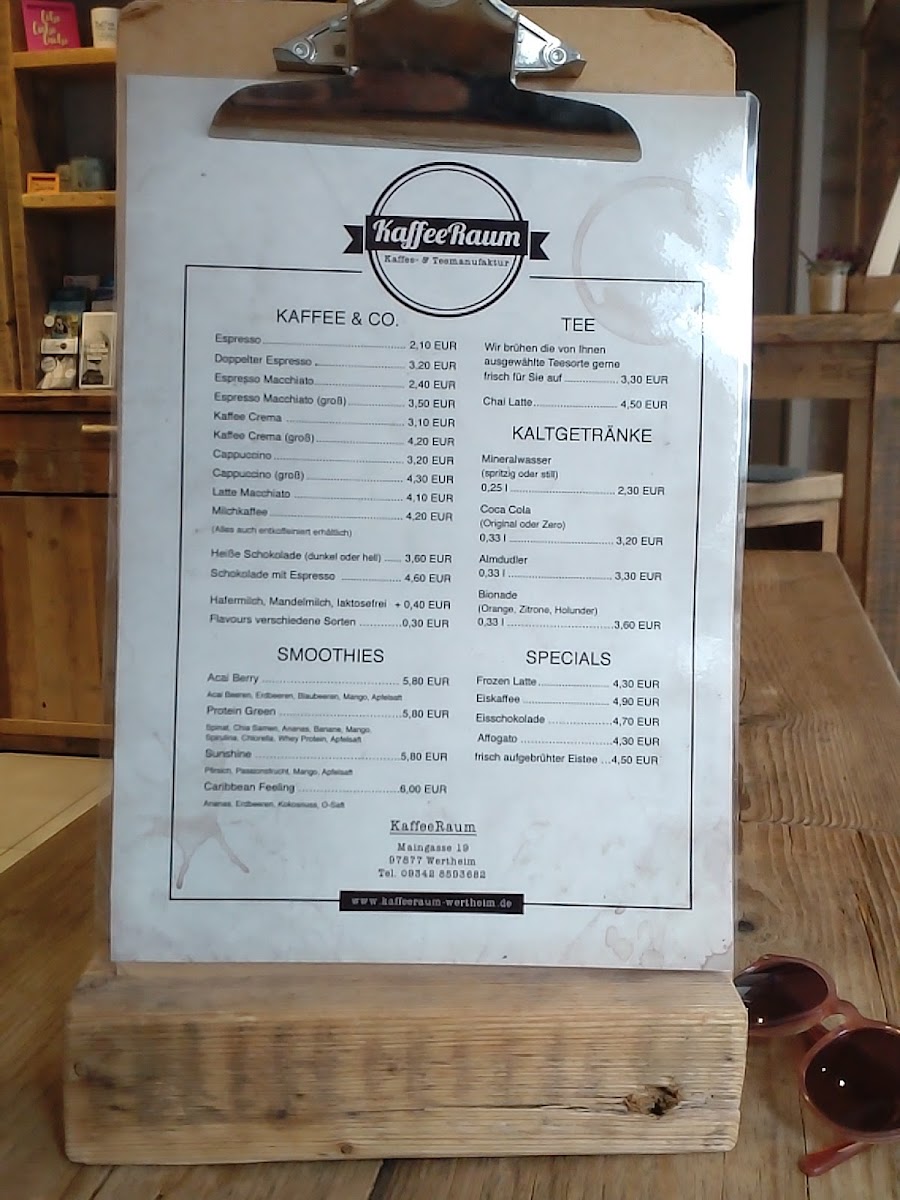 KaffeeRaum
Kaffee- & Teemanufaktur
KAFFEE & CO.
Espresso 2,10 EUR
Doppelter Espresso 3,20 EUR
Espresso Macchiato 2,40 EUR
Espresso Macchiato (groß) 3,50 EUR
Kaffee Crema 3,10 EUR
Kaffee Crema (groß) 4,20 EUR
Cappuccino 3,20 EUR
Cappuccino (groß) 4,30 EUR
Latte Macchiato 4,10 EUR
Milchkaffee 4,20 EUR
(Alles auch entkoffeiniert erhältlich)
Heiße Schokolade (dunkel oder hell) 3,60 EUR
Schokolade mit Espresso 4,60 EUR
Hafermilch, Mandelmilch, laktosefrei + 0,40 EUR
Flavours verschiedene Sorten 0,30 EUR
SMOOTHIES
Acai Berry 5,80 EUR
Acai Beeren, Erdbeeren, Blaubeeren, Mango, Apfelsaft
Protein Green 5,80 EUR
Spinat, Chia Samen, Ananas, Banane, Mango,
Spirulina, Chlorella, Whey Protein, Apfelsaft
Sunshine 5,80 EUR
Pfirsich, Passionsfrucht, Mango, Apfelsaft
Caribbean Feeling 6,00 EUR
Ananas, Erdbeeren, Kokosnuss, O-Saft
TEE
Wir brühen die von Ihnen
ausgewählte Teesorte gerne
frisch für Sie auf 3,30 EUR
Chai Latte 4,50 EUR
KALTGETRÄNKE
Mineralwasser
(spritzig oder still)
0,25 l 2,30 EUR
Coca Cola
(Original oder Zero)
0,33 l 3,20 EUR
Almdudler
0,33 l 3,30 EUR
Bionade
(Orange, Zitrone, Holunder)
0,33 l 3,60 EUR
SPECIALS
Frozen Latte 4,30 EUR
Eiskaffee 4,90 EUR
Eisschokolade 4,70 EUR
Affogato 4,30 EUR
frisch aufgebrühter Eistee 4,50 EUR
KaffeeRaum
Maingasse 19
97877 Wertheim
Tel. 09342 8593682
www.kaffeeraum-wertheim.de